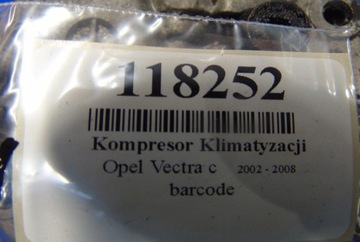 118252
Kompresor Klimatyzacji
Opel Vectra c 2002 - 2008
barcode